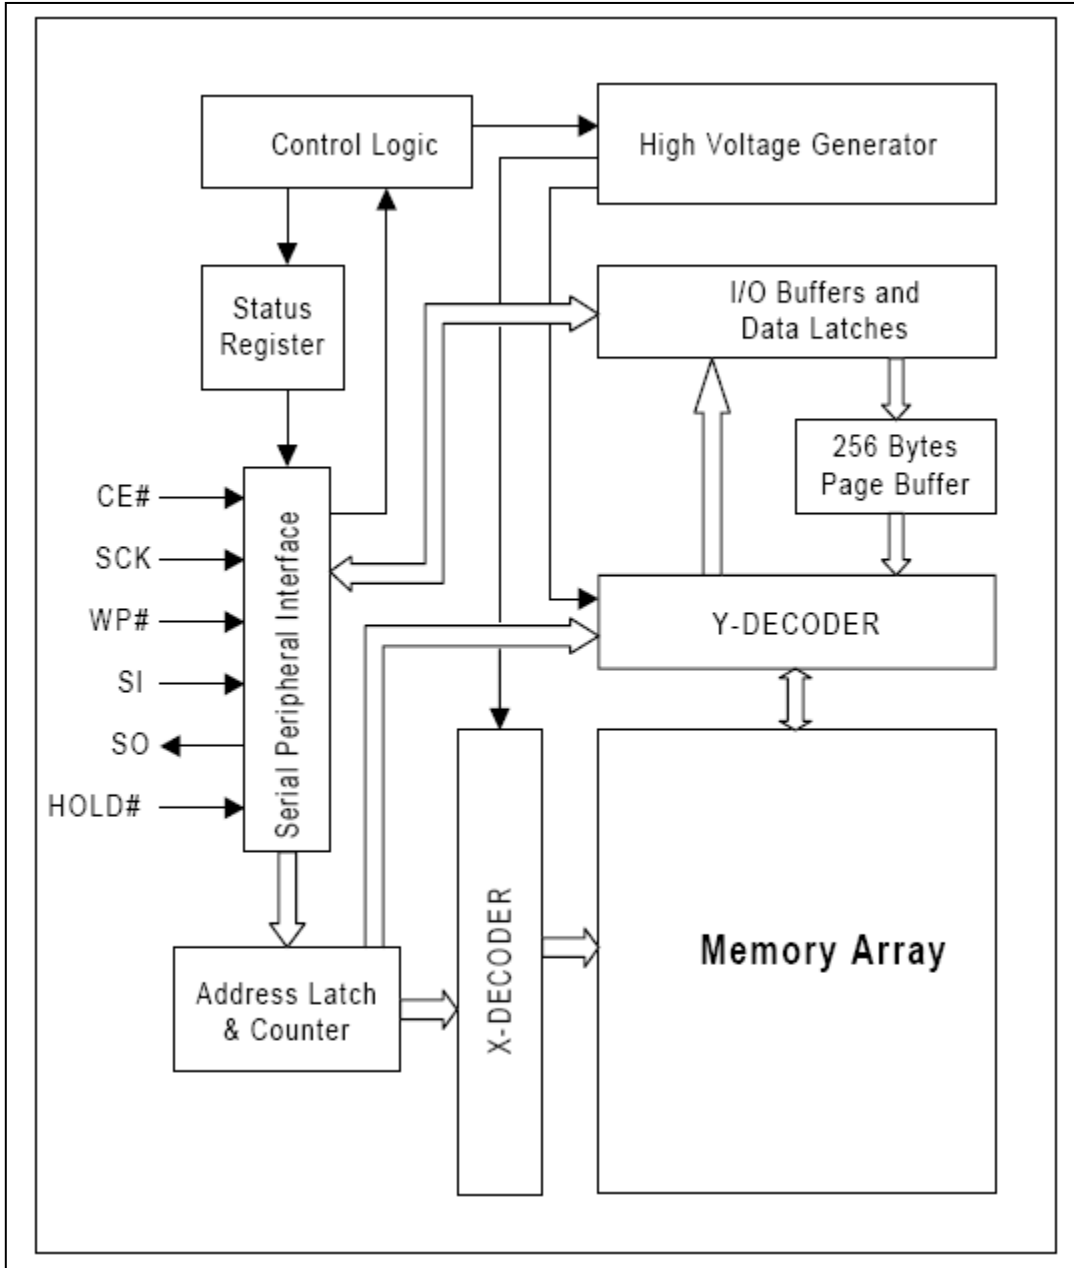 Control Logic
High Voltage Generator
Status
Register
I/O Buffers and
Data Latches
256 Bytes
Page Buffer
CE#
SCK
WP#
SI
SO
HOLD#
Serial Peripheral Interface
Y-DECODER
X-DECODER
Memory Array
Address Latch
& Counter